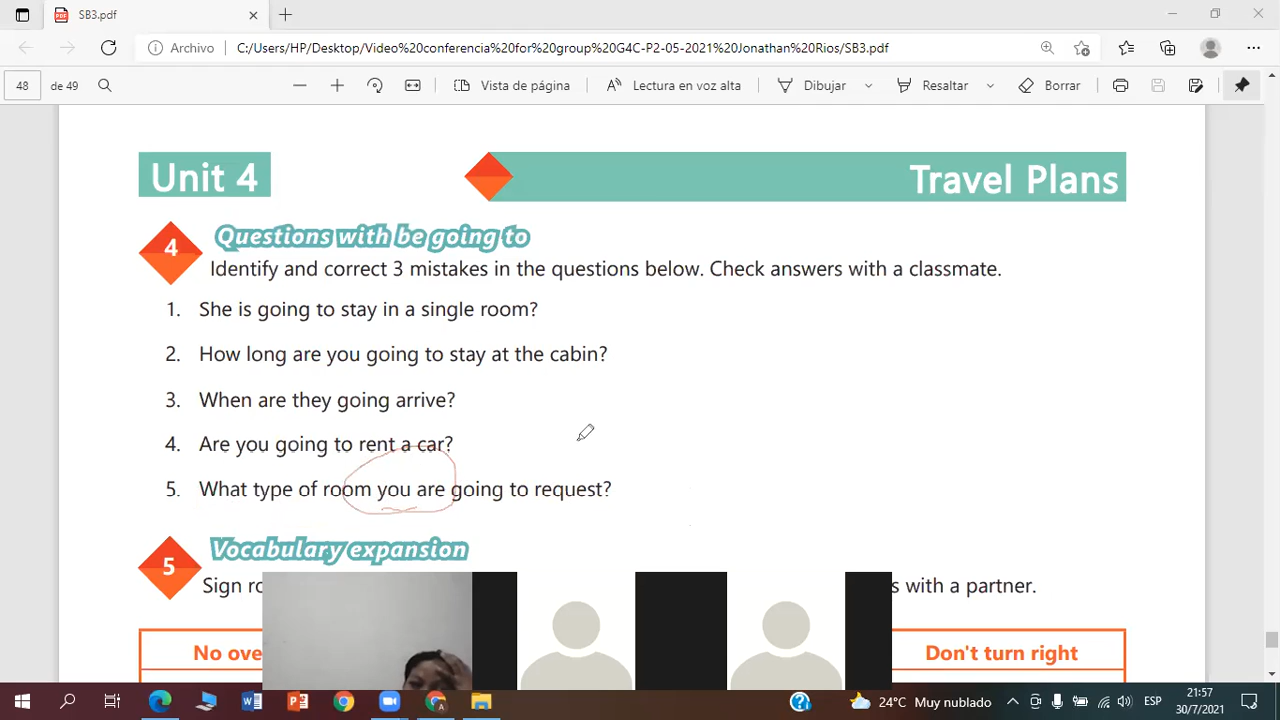 SB3.pdf
Archivo C:/Users/HP/Desktop/Video%20conferencia%20for%20group%20G4C-P2-05-2021%20Jonathan%20Rios/SB3.pdf
48 de 49 Vista de página Lectura en voz alta Dibujar Resaltar Borrar
Unit 4 Travel Plans
4 Questions with be going to
Identify and correct 3 mistakes in the questions below. Check answers with a classmate.
1. She is going to stay in a single room?
2. How long are you going to stay at the cabin?
3. When are they going arrive?
4. Are you going to rent a car?
5. What type of room you are going to request?
5 Vocabulary expansion
Sign with a partner.
No Don't turn right
24°C Muy nublado ESP 21:57
30/7/2021